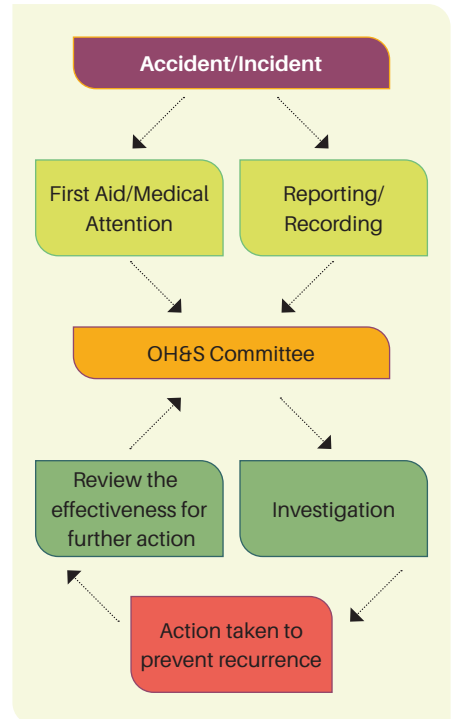 Accident/Incident
First Aid/Medical
Attention
Reporting/
Recording
OH&S Committee
Review the
effectiveness for
further action
Investigation
Action taken to
prevent recurrence